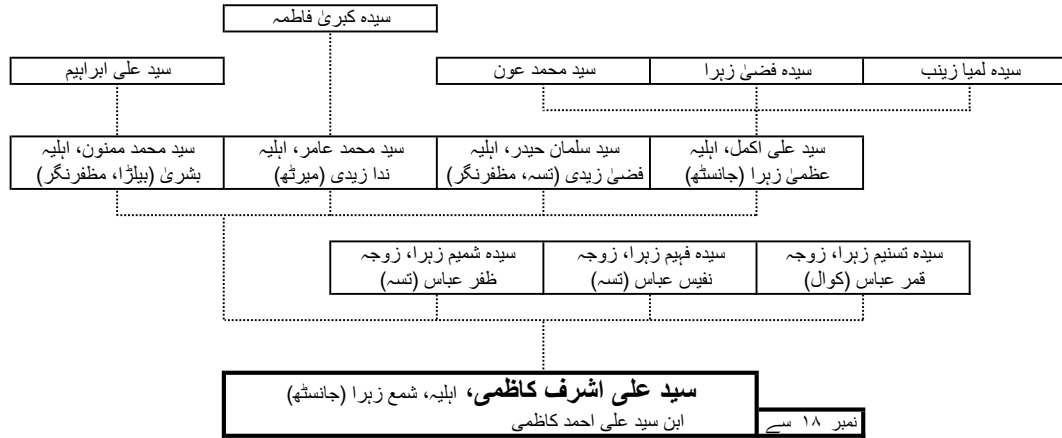 سیدہ کبریٰ فاطمہ
سیدہ لمیا زینب
سیدہ فضیٰ زہرا
سید محمد عون
سید علی ابراہیم
سید علی اکمل، اہلیہ
عظمیٰ زہرا (جانسٹھ)
سید سلمان حیدر، اہلیہ
فضیٰ زیدی (تسہ، مظفرنگر)
سید محمد عامر، اہلیہ
ندا زیدی (میرٹھ)
سید محمد ممنون، اہلیہ
بشریٰ (بیلڑا، مظفرنگر)
سیدہ تسنیم زہرا، زوجہ
قمر عباس (کوال)
سیدہ فہیم زہرا، زوجہ
نفیس عباس (تسہ)
سیدہ شمیم زہرا، زوجہ
ظفر عباس (تسہ)
سید علی اشرف کاظمی، اہلیہ، شمع زہرا (جانسٹھ)
ابن سید علی احمد کاظمی
نمبر ۱۸ سے